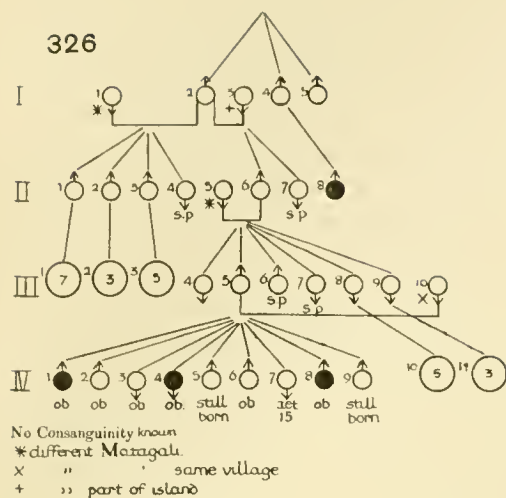 326
I 1 2 3 4 5
* +
II 1 2 3 4 5 6 7 8
s.p * s.p
III 1 7 2 3 3 5 4 5 6 7 8 9 10
s.p s.p x
IV 1 2 3 4 5 6 7 8 9 10 5 14 3
ob ob ob ob. still born ob aet 15 ob still born
No Consanguinity known
* different Matagali.
x " ' same village
+ " part of island